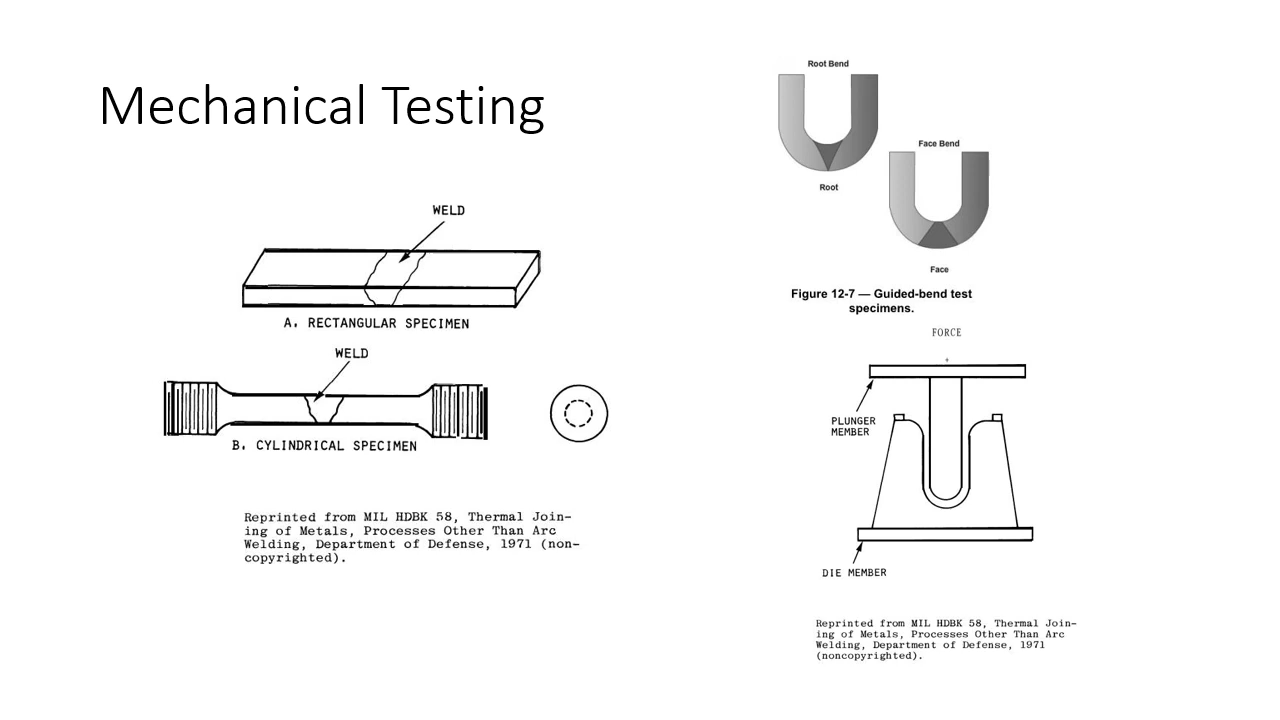 Mechanical Testing
WELD
A. RECTANGULAR SPECIMEN
WELD
B. CYLINDRICAL SPECIMEN
Reprinted from MIL HDBK 58, Thermal Join-
ing of Metals, Processes Other Than Arc
Welding, Department of Defense, 1971 (non-
copyrighted).
Root Bend
Root
Face Bend
Face
Figure 12-7 — Guided-bend test
specimens.
FORCE
PLUNGER
MEMBER
DIE MEMBER
Reprinted from MIL HDBK 58, Thermal Join-
ing of Metals, Processes Other Than Arc
Welding, Department of Defense, 1971
(noncopyrighted).